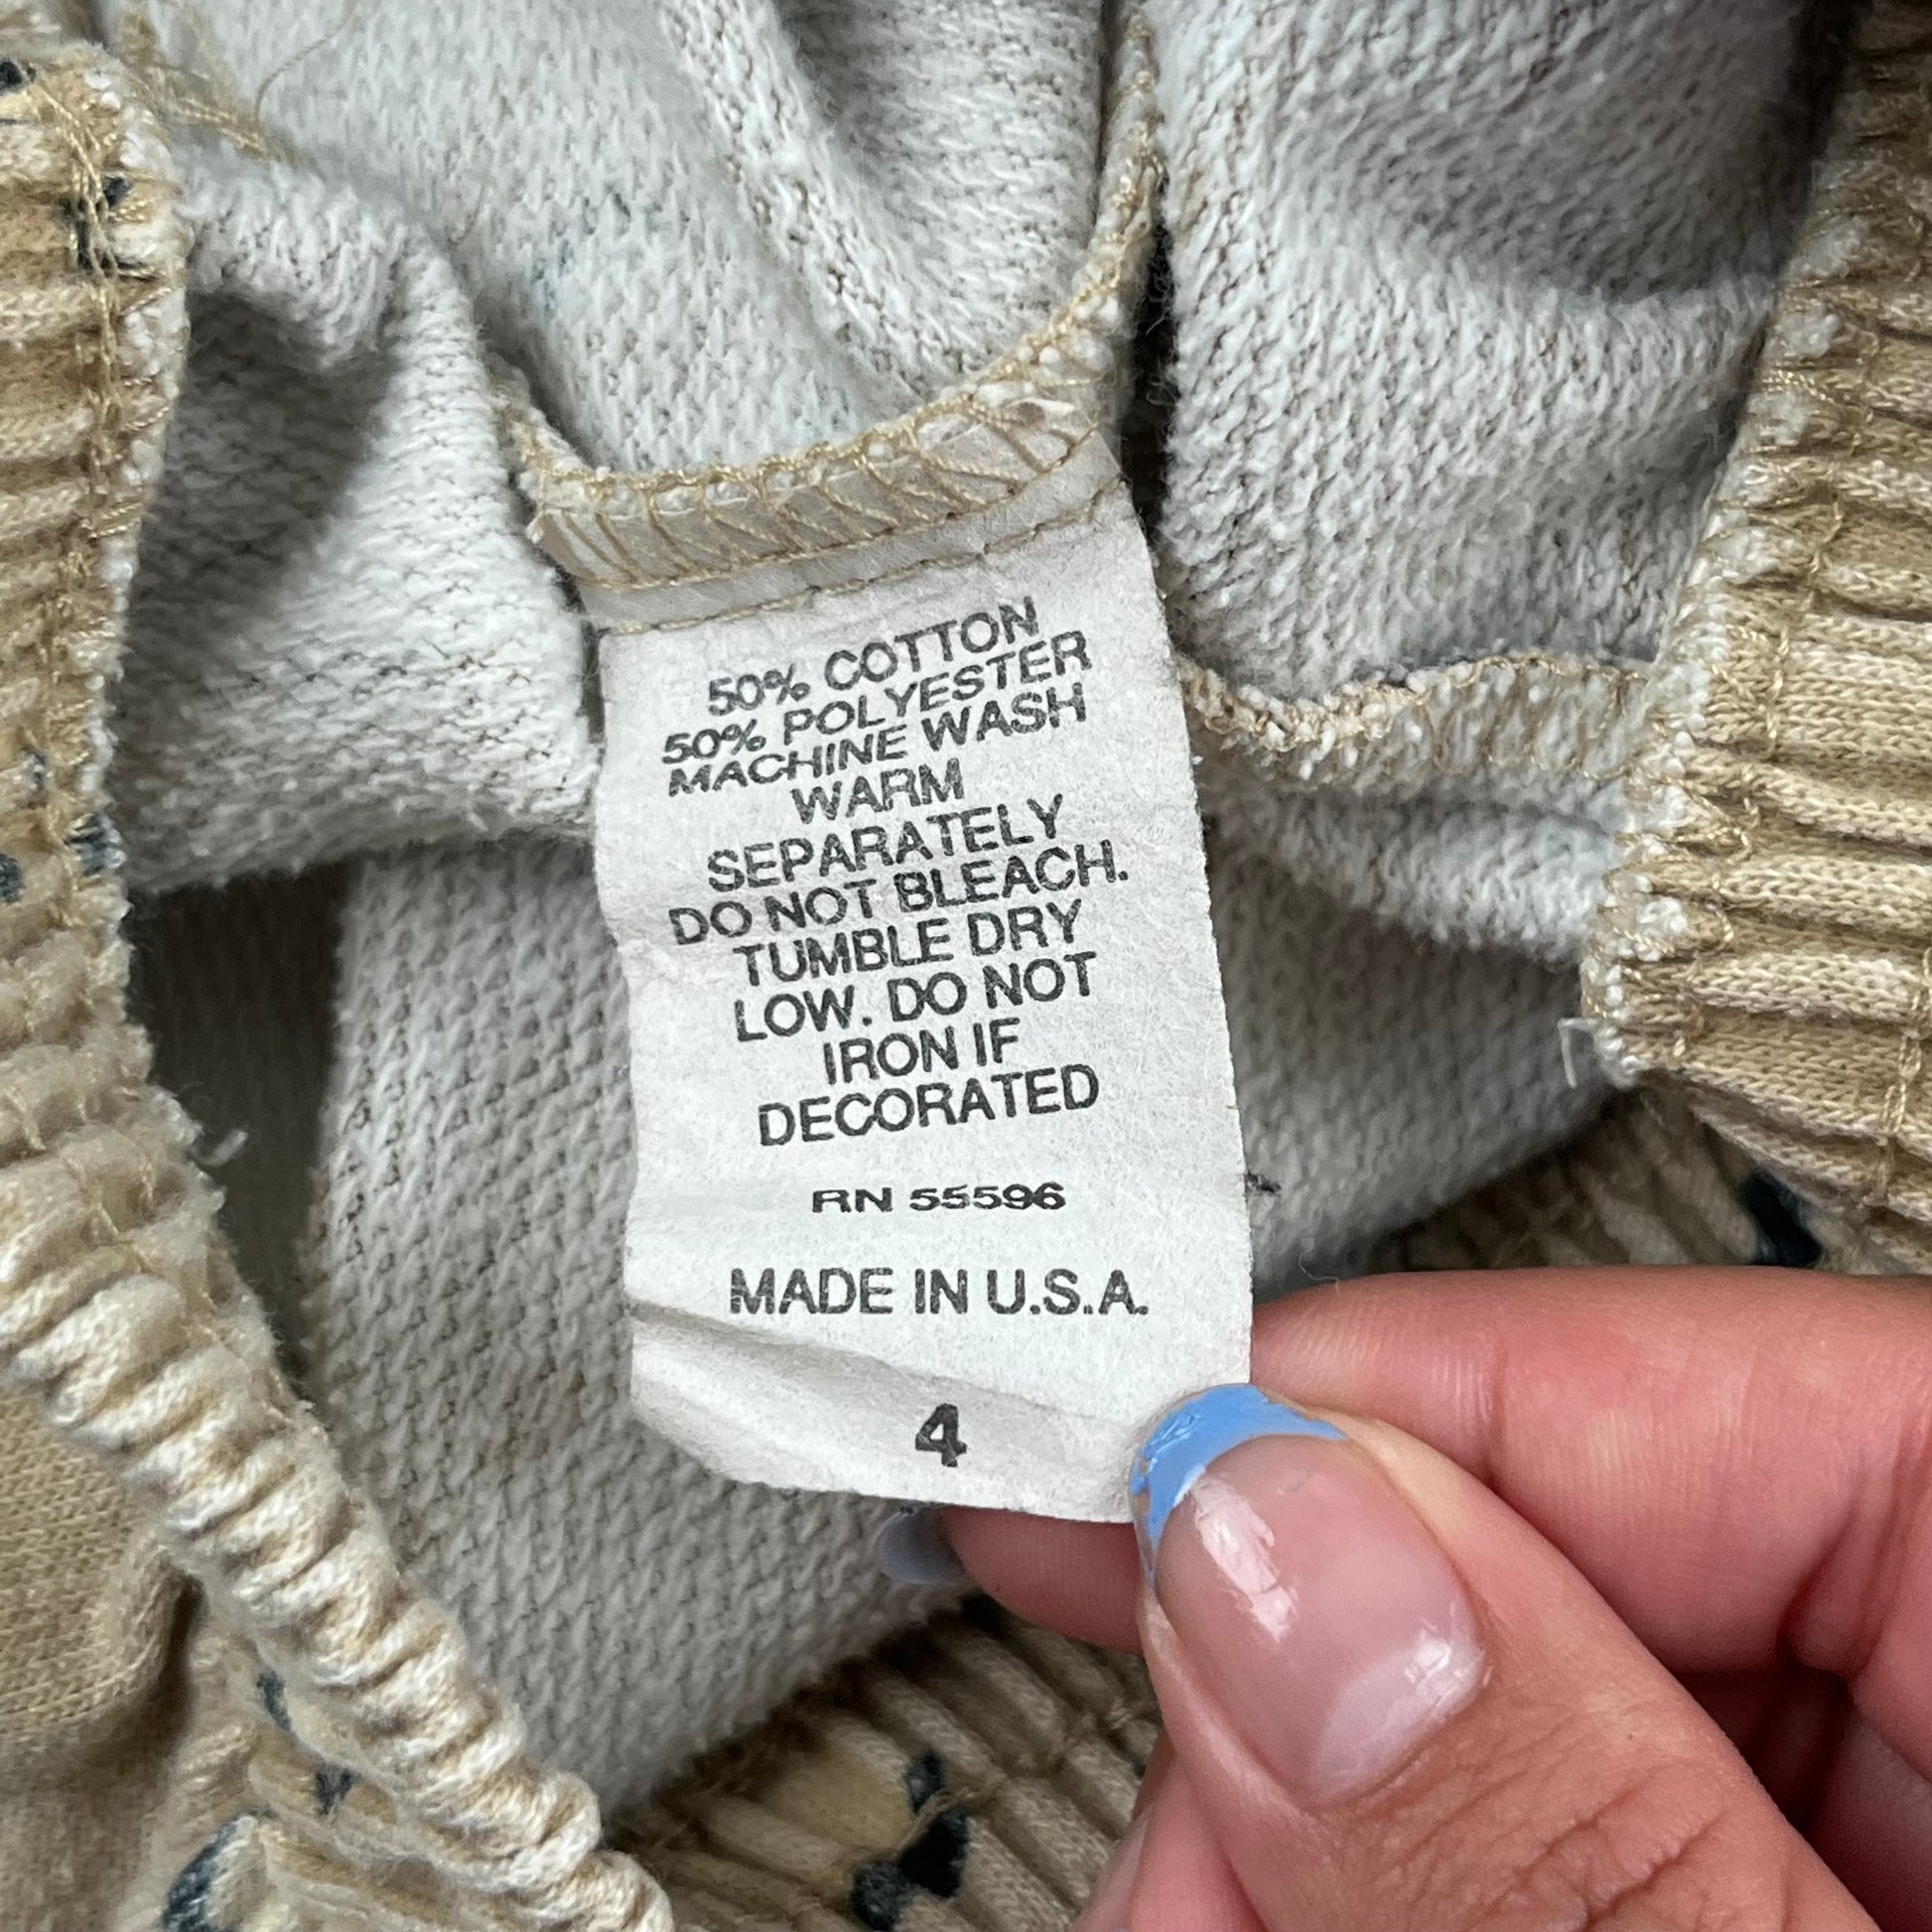 50% COTTON
50% POLYESTER
MACHINE WASH
WARM
SEPARATELY
DO NOT BLEACH.
TUMBLE DRY
LOW. DO NOT
IRON IF
DECORATED
RN 55596
MADE IN U.S.A.
4